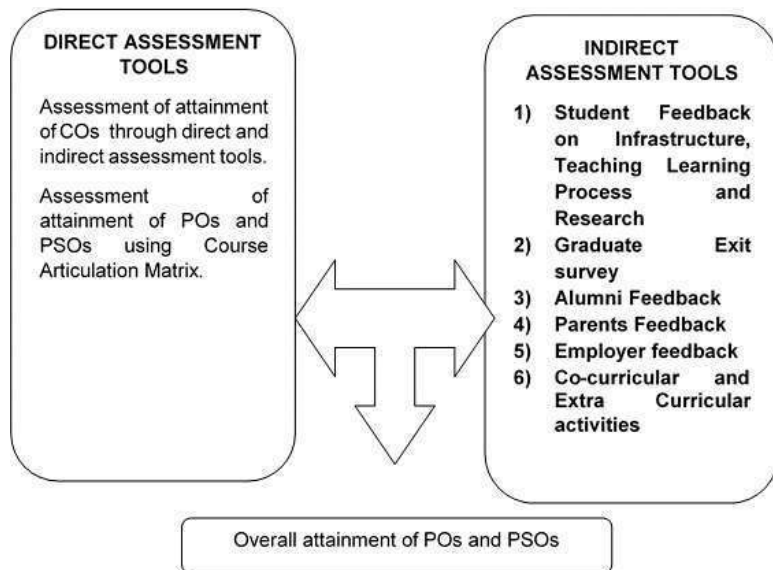 DIRECT ASSESSMENT
TOOLS
Assessment of attainment
of COs through direct and
indirect assessment tools.
Assessment of
attainment of POs and
PSOs using Course
Articulation Matrix.
INDIRECT
ASSESSMENT TOOLS
1) Student Feedback
on Infrastructure,
Teaching Learning
Process and
Research
2) Graduate Exit
survey
3) Alumni Feedback
4) Parents Feedback
5) Employer feedback
6) Co-curricular and
Extra Curricular
activities
Overall attainment of POs and PSOs